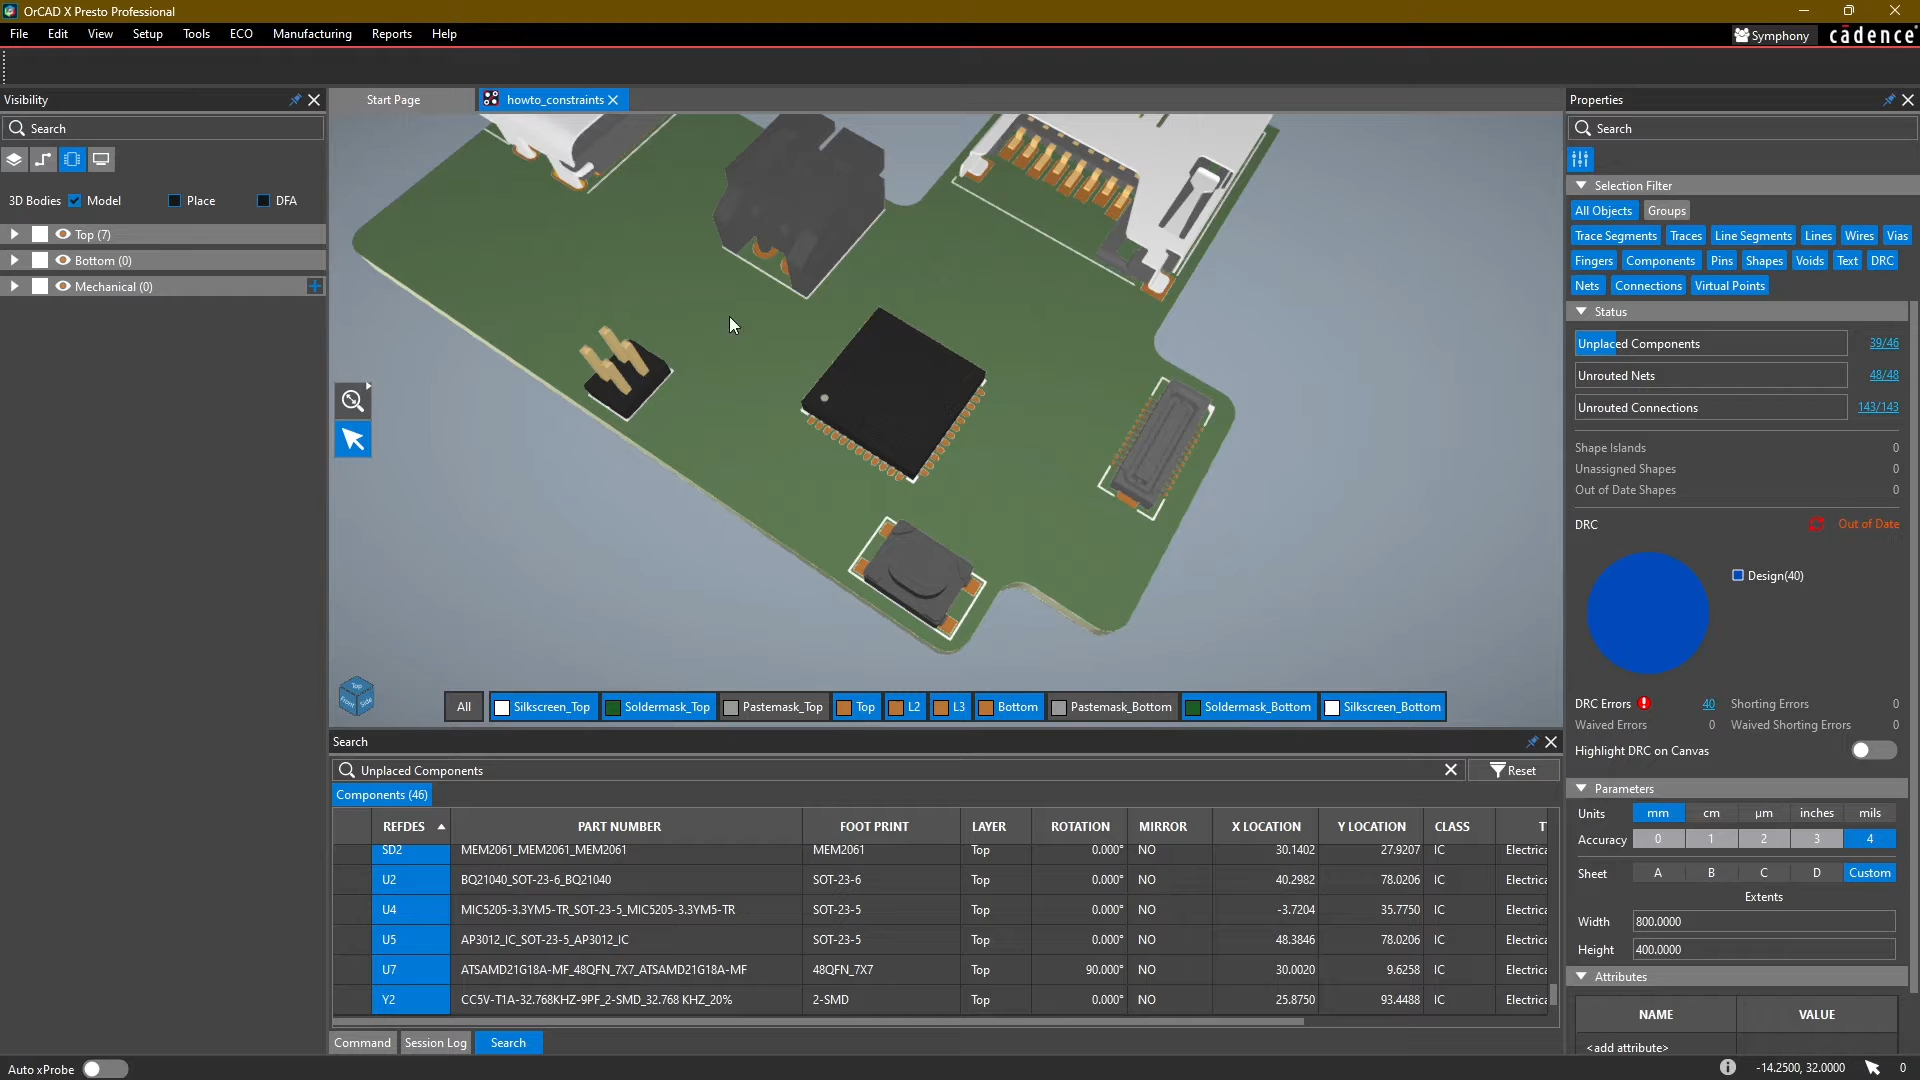 OrCAD X Presto Professional
File Edit View Setup Tools ECO Manufacturing Reports Help
Symphony cādence
Visibility
Search
3D Bodies Model Place DFA
Top (7)
Bottom (0)
Mechanical (0)
Start Page howto_constraints
Top Front Side
All Silkscreen_Top Soldermask_Top Pastemask_Top Top L2 L3 Bottom Pastemask_Bottom Soldermask_Bottom Silkscreen_Bottom
Search
Unplaced Components Reset
Components (46)
REFDES PART NUMBER FOOT PRINT LAYER ROTATION MIRROR X LOCATION Y LOCATION CLASS T
SD2 MEM2061_MEM2061_MEM2061 MEM2061 Top 0.000° NO 30.1402 27.9207 IC Electrica
U2 BQ21040_SOT-23-6_BQ21040 SOT-23-6 Top 0.000° NO 40.2982 78.0206 IC Electrica
U4 MIC5205-3.3YM5-TR_SOT-23-5_MIC5205-3.3YM5-TR SOT-23-5 Top 0.000° NO -3.7204 35.7750 IC Electrica
U5 AP3012_IC_SOT-23-5_AP3012_IC SOT-23-5 Top 0.000° NO 48.3846 78.0206 IC Electrica
U7 ATSAMD21G18A-MF_48QFN_7X7_ATSAMD21G18A-MF 48QFN_7X7 Top 90.000° NO 30.0020 9.6258 IC Electrica
Y2 CC5V-T1A-32.768KHZ-9PF_2-SMD_32.768 KHZ_20% 2-SMD Top 0.000° NO 25.8750 93.4488 IC Electrica
Command Session Log Search
Auto xProbe
Properties
Search
Selection Filter
All Objects Groups
Trace Segments Traces Line Segments Lines Wires Vias
Fingers Components Pins Shapes Voids Text DRC
Nets Connections Virtual Points
Status
Unplaced Components 39/46
Unrouted Nets 48/48
Unrouted Connections 143/143
Shape Islands 0
Unassigned Shapes 0
Out of Date Shapes 0
DRC Out of Date
Design(40)
DRC Errors 40 Shorting Errors 0
Waived Errors 0 Waived Shorting Errors 0
Highlight DRC on Canvas
Parameters
Units mm cm µm inches mils
Accuracy 0 1 2 3 4
Sheet A B C D Custom
Extents
Width 800.0000
Height 400.0000
Attributes
NAME VALUE
<add attribute>
-14.2500, 32.0000 0